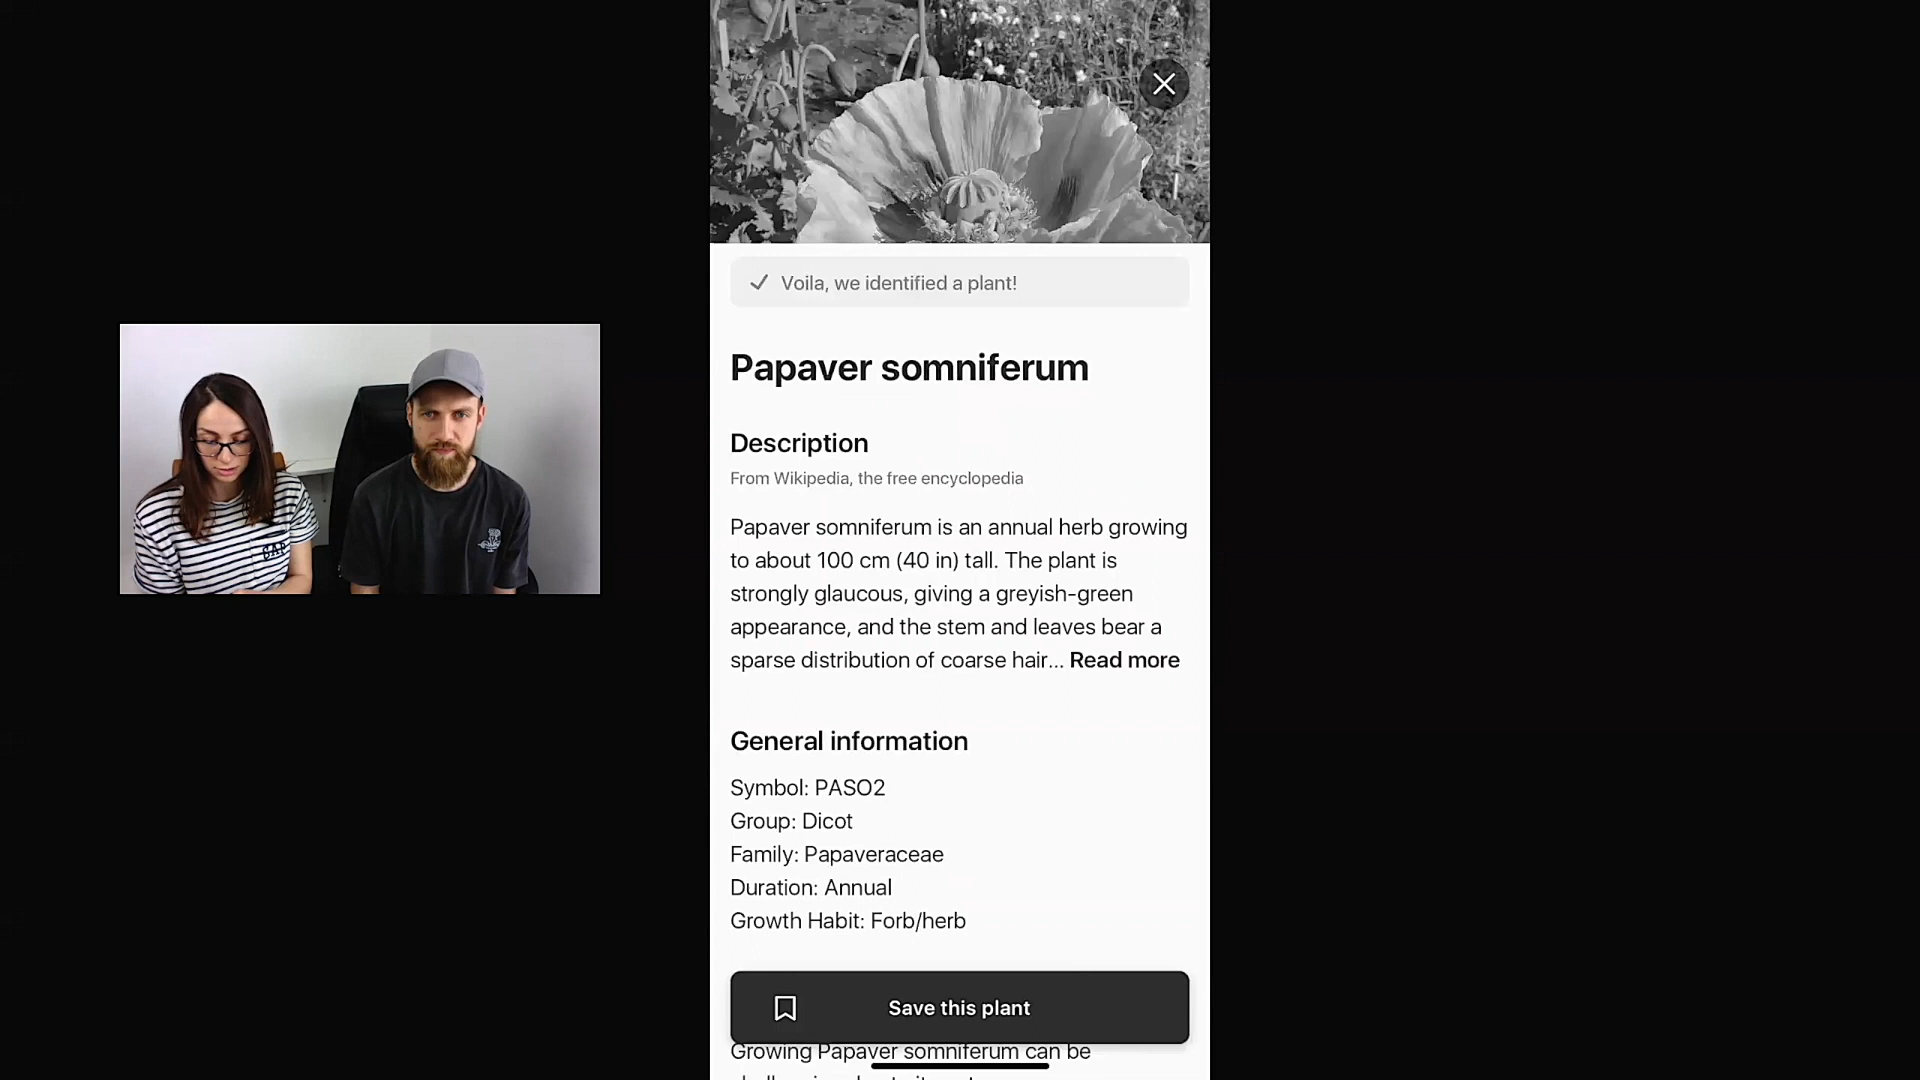 Voila, we identified a plant!
Papaver somniferum
Description
From Wikipedia, the free encyclopedia
Papaver somniferum is an annual herb growing
to about 100 cm (40 in) tall. The plant is
strongly glaucous, giving a greyish-green
appearance, and the stem and leaves bear a
sparse distribution of coarse hair... Read more
General information
Symbol: PASO2
Group: Dicot
Family: Papaveraceae
Duration: Annual
Growth Habit: Forb/herb
Save this plant
Growing Papaver somniferum can be
GAP